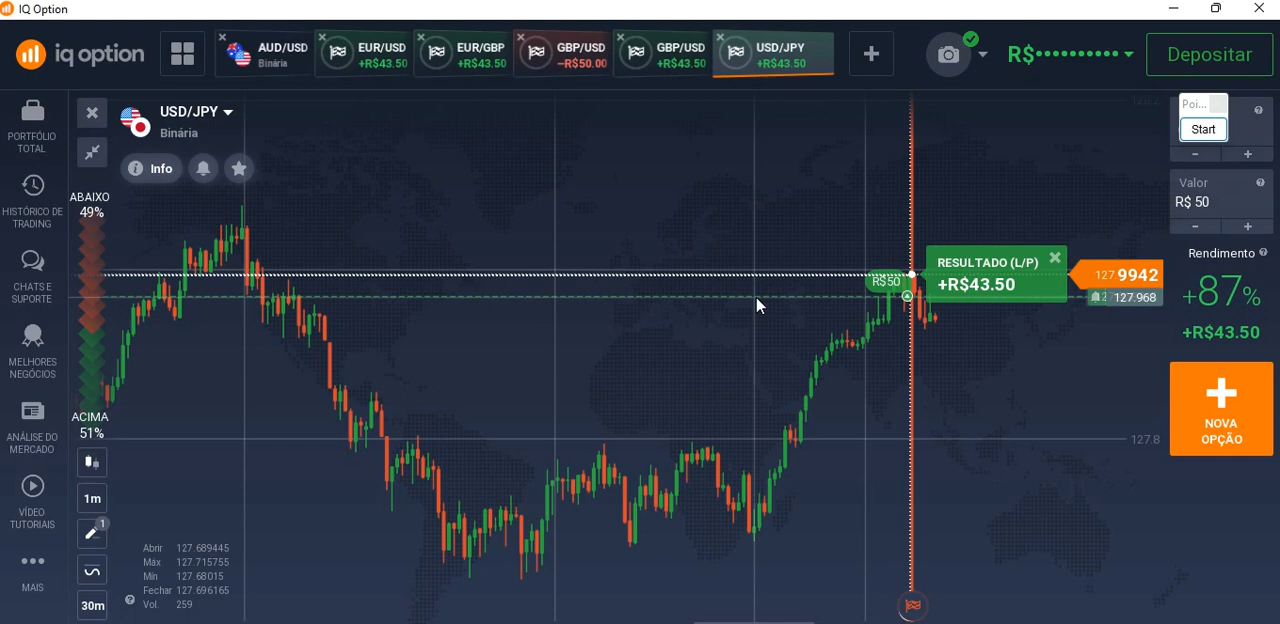 IQ Option
iq option
AUD/USD
Binária
EUR/USD
+R$43.50
EUR/GBP
+R$43.50
GBP/USD
−R$50.00
GBP/USD
+R$43.50
USD/JPY
+R$43.50
R$••••••••••
Depositar
PORTFÓLIO
TOTAL
HISTÓRICO DE
TRADING
CHATS E
SUPORTE
MELHORES
NEGÓCIOS
ANÁLISE DO
MERCADO
VÍDEO
TUTORIAIS
MAIS
USD/JPY
Binária
Info
ABAIXO
49%
ACIMA
51%
1m
1
30m
Abrir 127.689445
Máx 127.715755
Mín 127.68015
Fechar 127.696165
Vol. 259
R$50
RESULTADO (L/P)
+R$43.50
127.9942
127.968
127.8
Poi...
Start
Valor
R$ 50
Rendimento
+87%
+R$43.50
NOVA
OPÇÃO